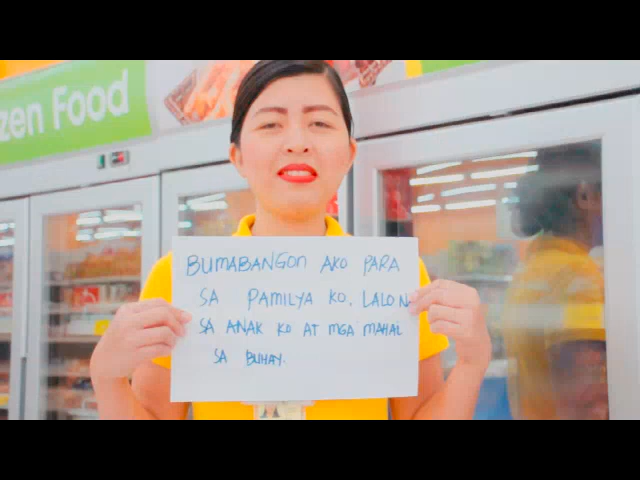 zen Food
BUMABANGON AKO PARA
SA PAMILYA KO, LALO N
SA ANAK KO AT MGA MAHAL
SA BUHAY.